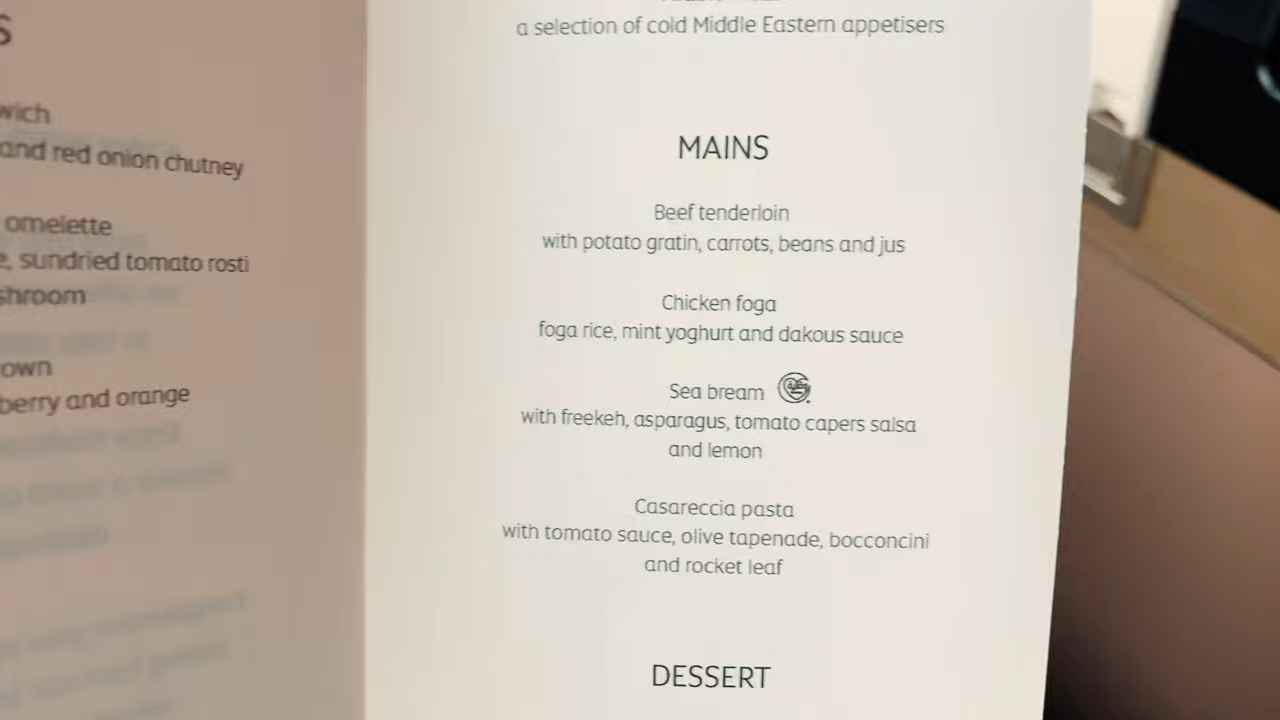 S
wich
and red onion chutney
omelette
sundried tomato rosti
shroom
own
berry and orange
a selection of cold Middle Eastern appetisers
MAINS
Beef tenderloin
with potato gratin, carrots, beans and jus
Chicken foga
foga rice, mint yoghurt and dakous sauce
Sea bream
with freekeh, asparagus, tomato capers salsa
and lemon
Casareccia pasta
with tomato sauce, olive tapenade, bocconcini
and rocket leaf
DESSERT